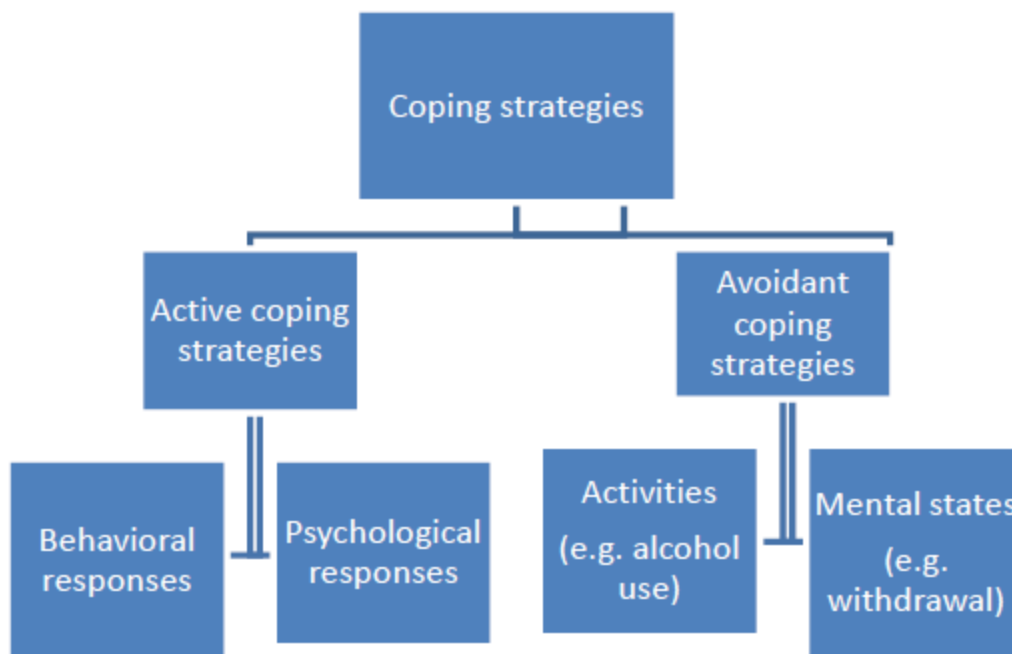 Coping strategies
Active coping
strategies
Avoidant
coping
strategies
Behavioral
responses
Psychological
responses
Activities
(e.g. alcohol
use)
Mental states
(e.g.
withdrawal)